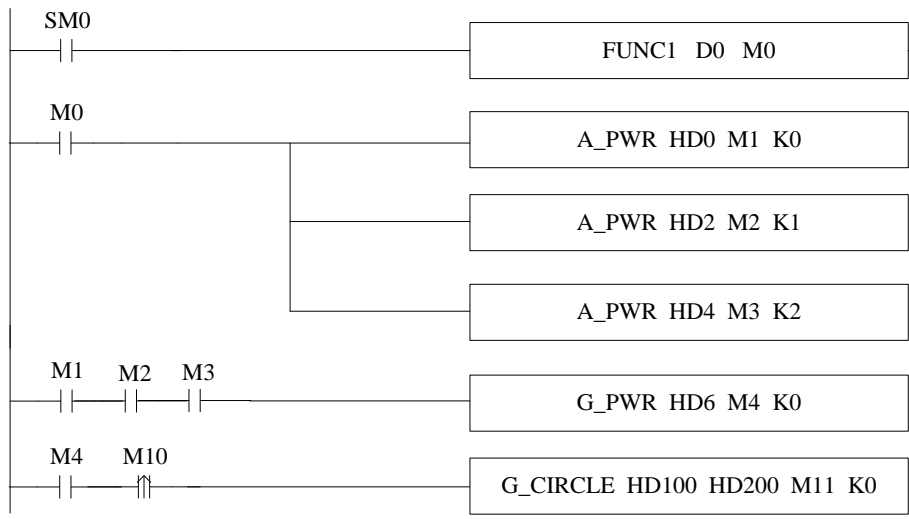 SM0
FUNC1 D0 M0
M0
A_PWR HD0 M1 K0
A_PWR HD2 M2 K1
A_PWR HD4 M3 K2
M1 M2 M3
G_PWR HD6 M4 K0
M4 M10
G_CIRCLE HD100 HD200 M11 K0